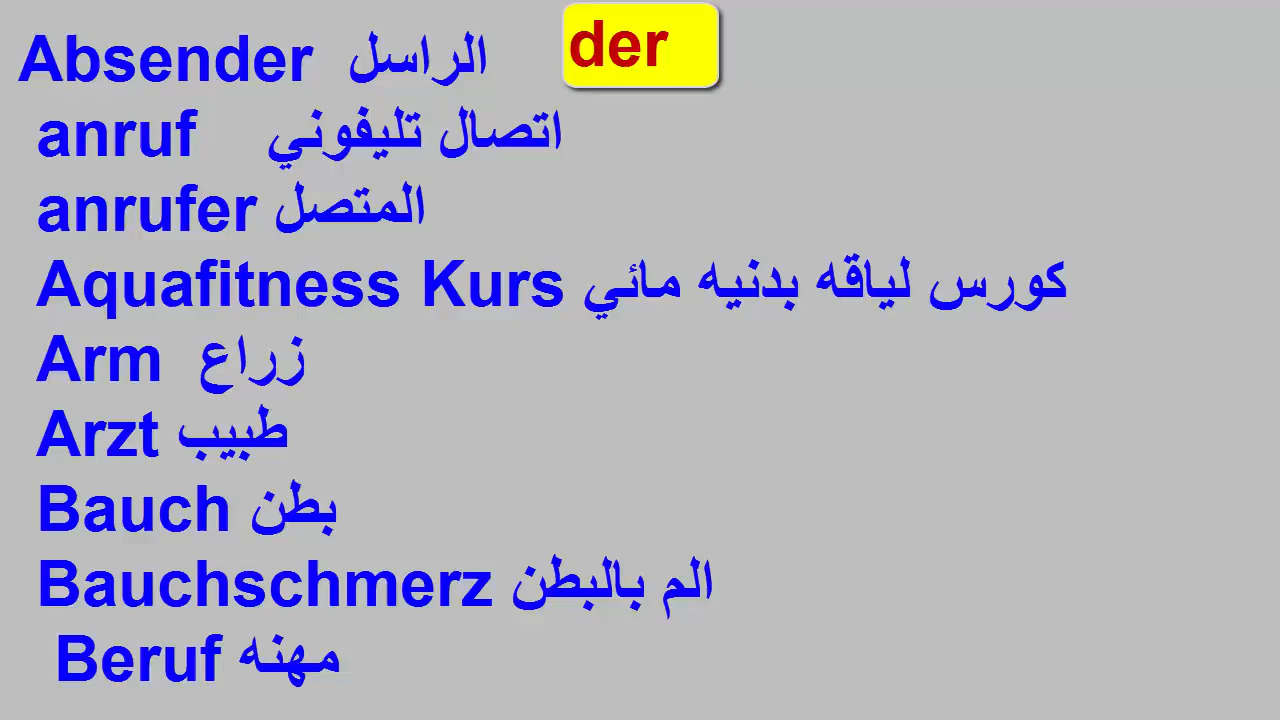 Absender الراسل der
anruf اتصال تليفوني
anrufer المتصل
Aquafitness Kurs كورس لياقه بدنيه مائي
Arm زراع
Arzt طبيب
Bauch بطن
Bauchschmerz الم بالبطن
Beruf مهنه